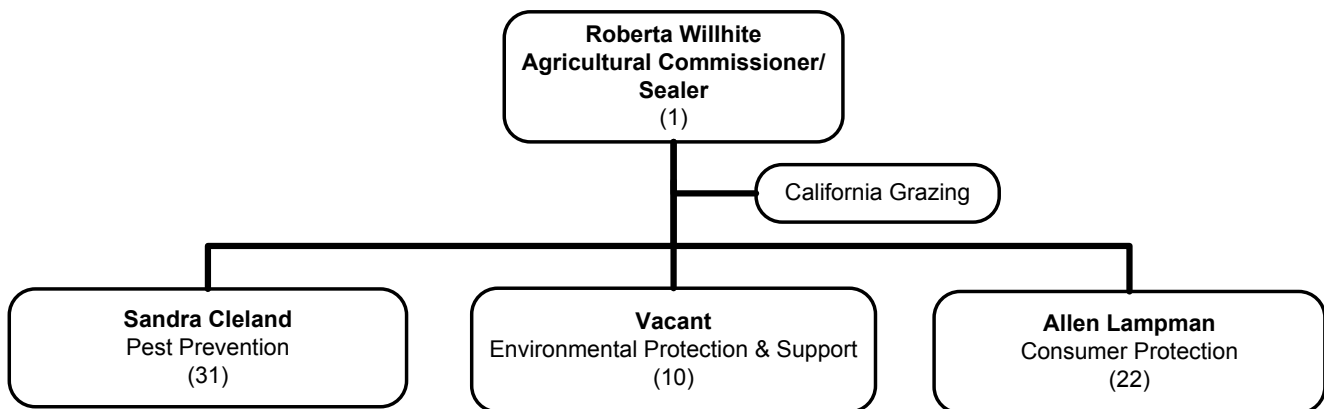 Roberta Willhite
Agricultural Commissioner/
Sealer
(1)
California Grazing
Sandra Cleland
Pest Prevention
(31)
Vacant
Environmental Protection & Support
(10)
Allen Lampman
Consumer Protection
(22)